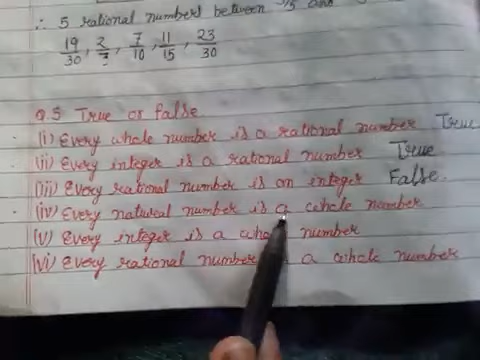 ∴ 5 rational numbers between and
19/30, 2/3, 7/10, 11/15, 23/30
Q.5 True or False
(i) Every whole number is a rational number True
(ii) Every integer is a rational number True
(iii) Every rational number is an integer False.
(iv) Every natural number is a whole number
(v) Every integer is a whole number
(vi) Every rational number a whole number